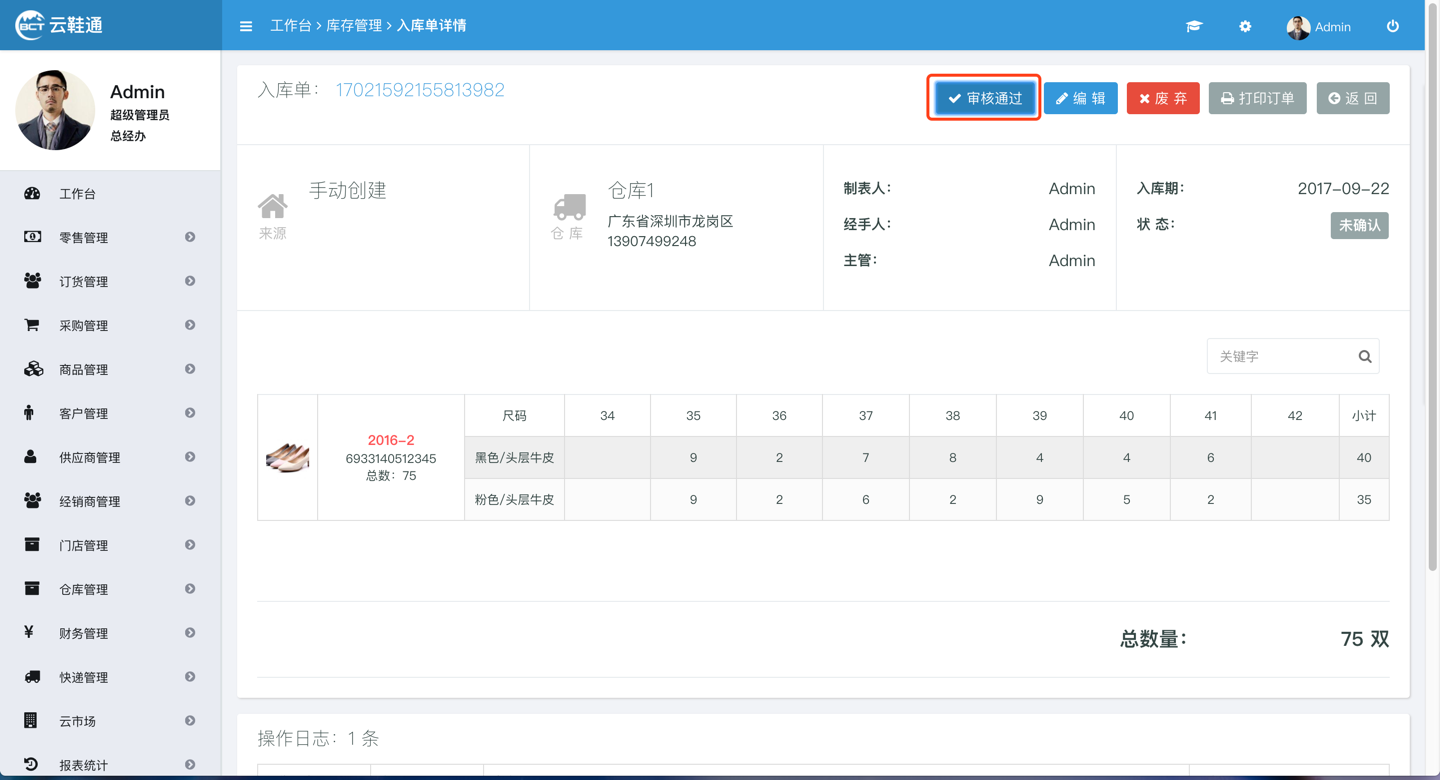 BCT 云鞋通
工作台 > 库存管理 > 入库单详情
Admin
Admin
超级管理员
总经办
工作台
零售管理
订货管理
采购管理
商品管理
客户管理
供应商管理
经销商管理
门店管理
仓库管理
财务管理
快递管理
云市场
报表统计
入库单： 17021592155813982
审核通过 编 辑 废 弃 打印订单 返 回
来源
手动创建
仓 库
仓库1
广东省深圳市龙岗区
13907499248
制表人： Admin
经手人： Admin
主管： Admin
入库期： 2017-09-22
状 态： 未确认
关键字
2016-2
6933140512345
总数：75
尺码 34 35 36 37 38 39 40 41 42 小计
黑色/头层牛皮 9 2 7 8 4 4 6 40
粉色/头层牛皮 9 2 6 2 9 5 2 35
总数量： 75 双
操作日志：1 条